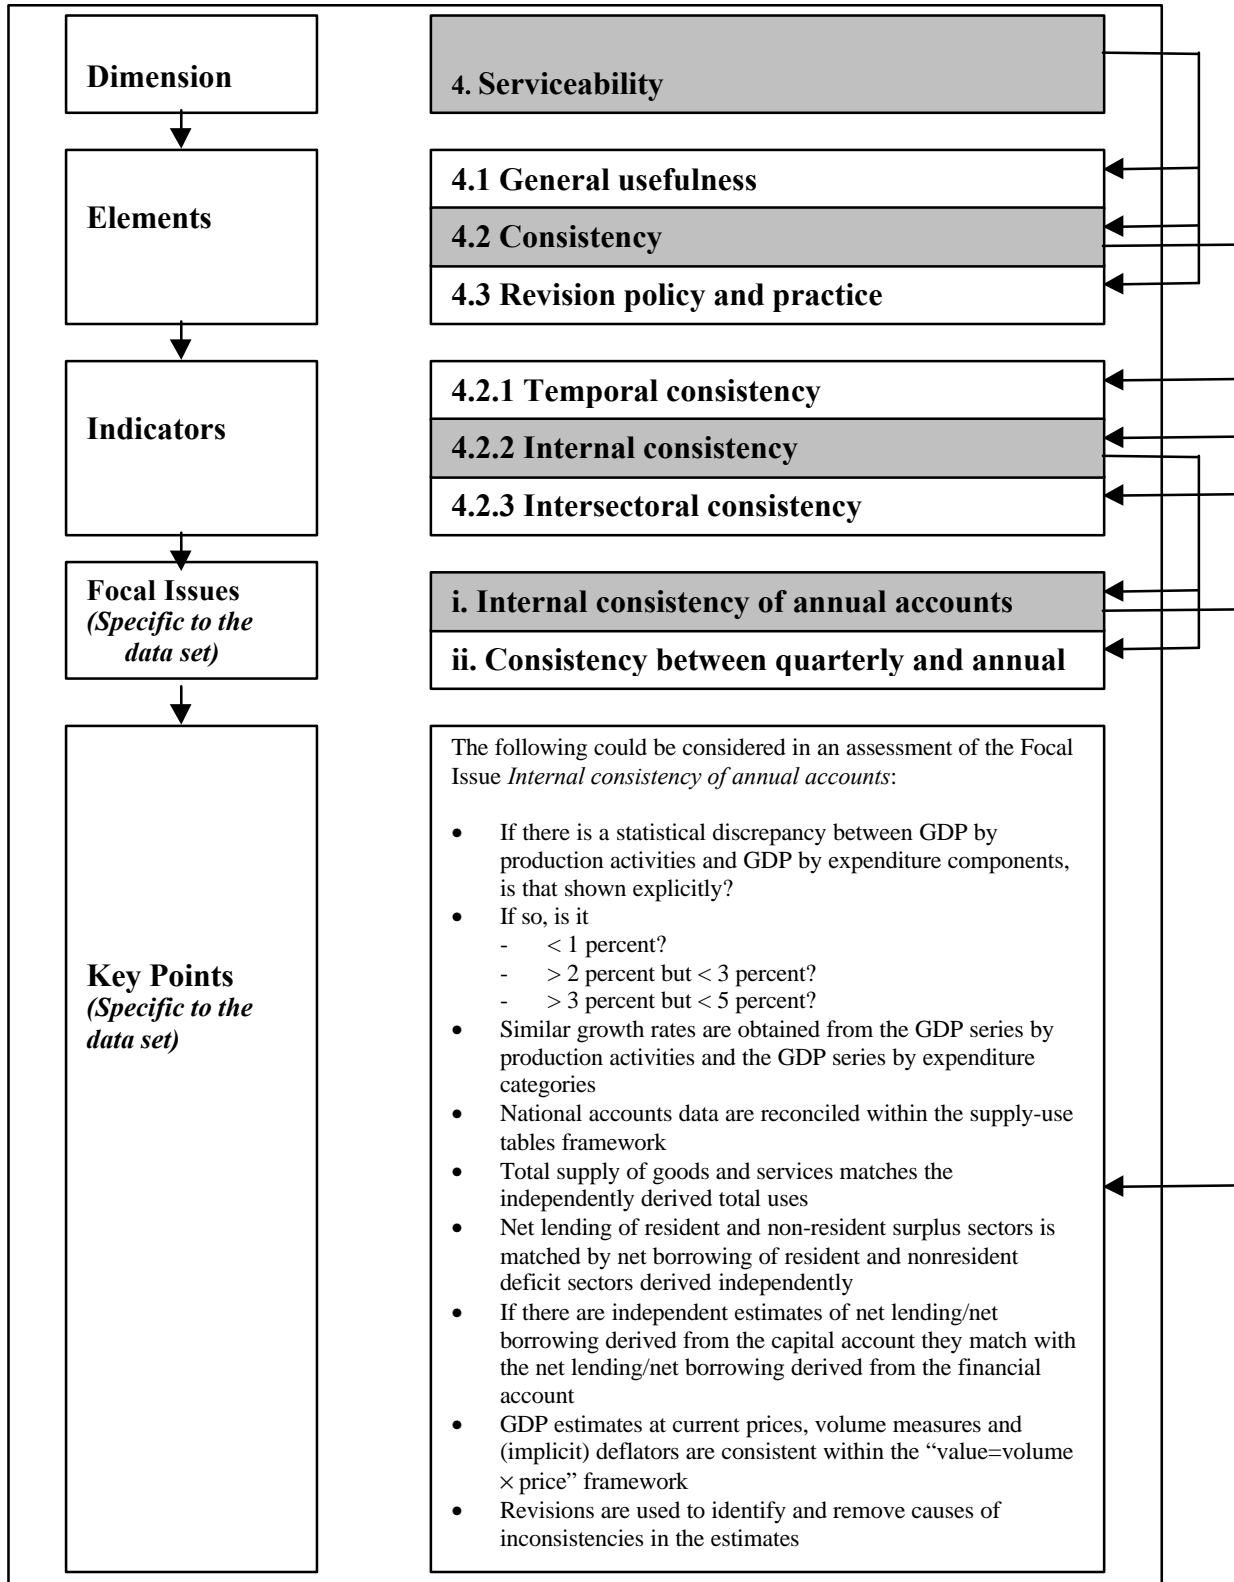 Dimension
4. Serviceability
Elements
4.1 General usefulness
4.2 Consistency
4.3 Revision policy and practice
Indicators
4.2.1 Temporal consistency
4.2.2 Internal consistency
4.2.3 Intersectoral consistency
Focal Issues
(Specific to the
data set)
i. Internal consistency of annual accounts
ii. Consistency between quarterly and annual
Key Points
(Specific to the
data set)
The following could be considered in an assessment of the Focal
Issue Internal consistency of annual accounts:
• If there is a statistical discrepancy between GDP by
production activities and GDP by expenditure components,
is that shown explicitly?
• If so, is it
- < 1 percent?
- > 2 percent but < 3 percent?
- > 3 percent but < 5 percent?
• Similar growth rates are obtained from the GDP series by
production activities and the GDP series by expenditure
categories
• National accounts data are reconciled within the supply-use
tables framework
• Total supply of goods and services matches the
independently derived total uses
• Net lending of resident and non-resident surplus sectors is
matched by net borrowing of resident and nonresident
deficit sectors derived independently
• If there are independent estimates of net lending/net
borrowing derived from the capital account they match with
the net lending/net borrowing derived from the financial
account
• GDP estimates at current prices, volume measures and
(implicit) deflators are consistent within the “value=volume
× price” framework
• Revisions are used to identify and remove causes of
inconsistencies in the estimates